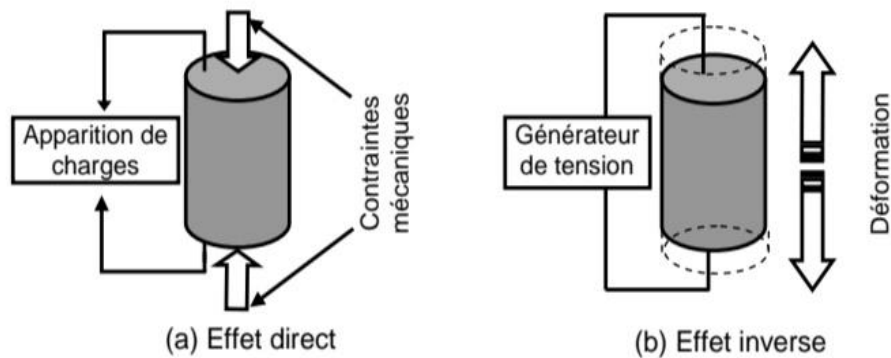 Apparition de
charges
Contraintes
mécaniques
(a) Effet direct
Générateur
de tension
Déformation
(b) Effet inverse